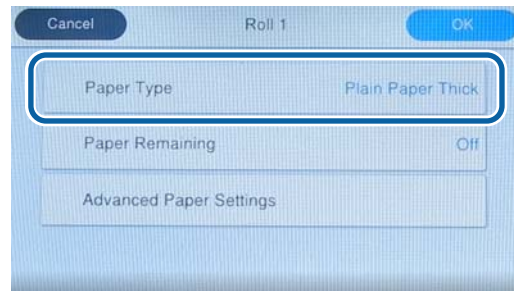 Cancel Roll 1 OK
Paper Type Plain Paper Thick
Paper Remaining Off
Advanced Paper Settings